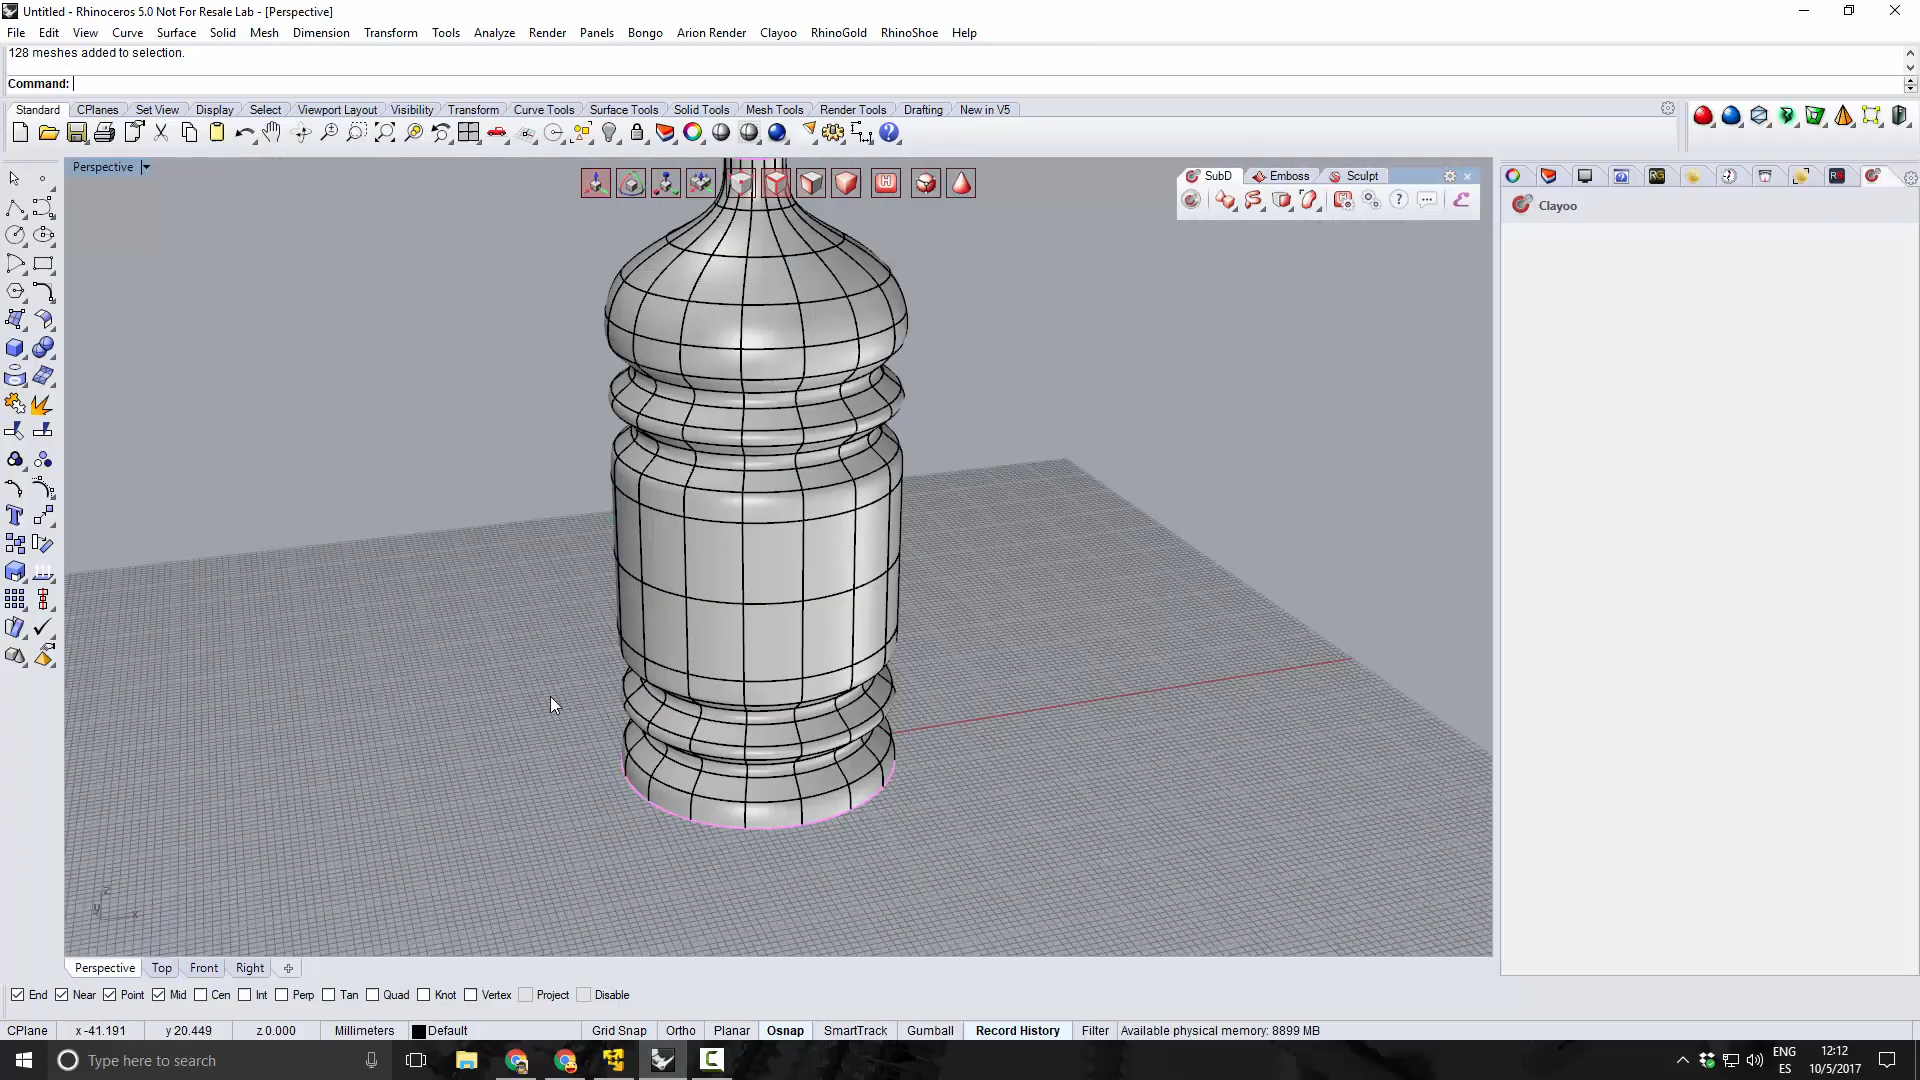 Untitled - Rhinoceros 5.0 Not For Resale Lab - [Perspective]
File Edit View Curve Surface Solid Mesh Dimension Transform Tools Analyze Render Panels Bongo Arion Render Clayoo RhinoGold RhinoShoe Help
128 meshes added to selection.
Command:
Standard CPlanes Set View Display Select Viewport Layout Visibility Transform Curve Tools Surface Tools Solid Tools Mesh Tools Render Tools Drafting New in V5
Perspective
SubD Emboss Sculpt
Clayoo
z
y x
Perspective Top Front Right
End Near Point Mid Cen Int Perp Tan Quad Knot Vertex Project Disable
CPlane x -41.191 y 20.449 z 0.000 Millimeters Default Grid Snap Ortho Planar Osnap SmartTrack Gumball Record History Filter Available physical memory: 8899 MB
Type here to search
ENG
ES
12:12
10/5/2017